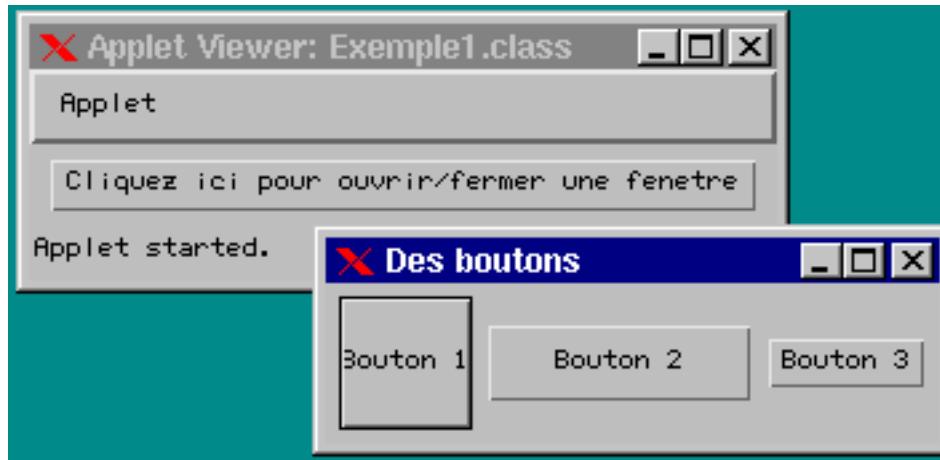 Applet Viewer: Exemple1.class
Applet
Cliquez ici pour ouvrir/fermer une fenetre
Applet started.
Des boutons
Bouton 1
Bouton 2
Bouton 3